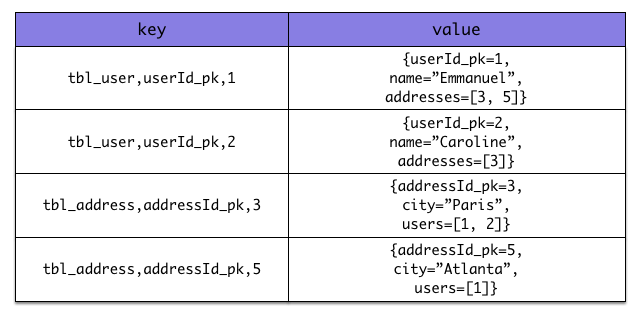 key value
tbl_user,userId_pk,1
{userId_pk=1,
name=”Emmanuel”,
addresses=[3, 5]}
tbl_user,userId_pk,2
{userId_pk=2,
name=”Caroline”,
addresses=[3]}
tbl_address,addressId_pk,3
{addressId_pk=3,
city=”Paris”,
users=[1, 2]}
tbl_address,addressId_pk,5
{addressId_pk=5,
city=”Atlanta”,
users=[1]}